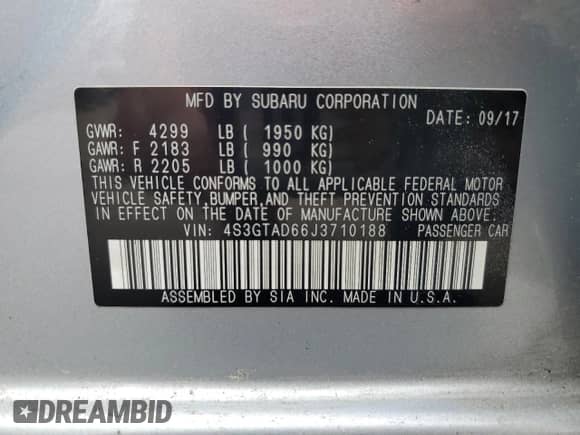 MFD BY SUBARU CORPORATION
DATE: 09/17
GVWR: 4299 LB ( 1950 KG)
GAWR: F 2183 LB ( 990 KG)
GAWR: R 2205 LB ( 1000 KG)
THIS VEHICLE CONFORMS TO ALL APPLICABLE FEDERAL MOTOR
VEHICLE SAFETY, BUMPER, AND THEFT PREVENTION STANDARDS
IN EFFECT ON THE DATE OF MANUFACTURE SHOWN ABOVE.
VIN: 4S3GTAD66J3710188 PASSENGER CAR
ASSEMBLED BY SIA INC. MADE IN U.S.A.
DREAMBID